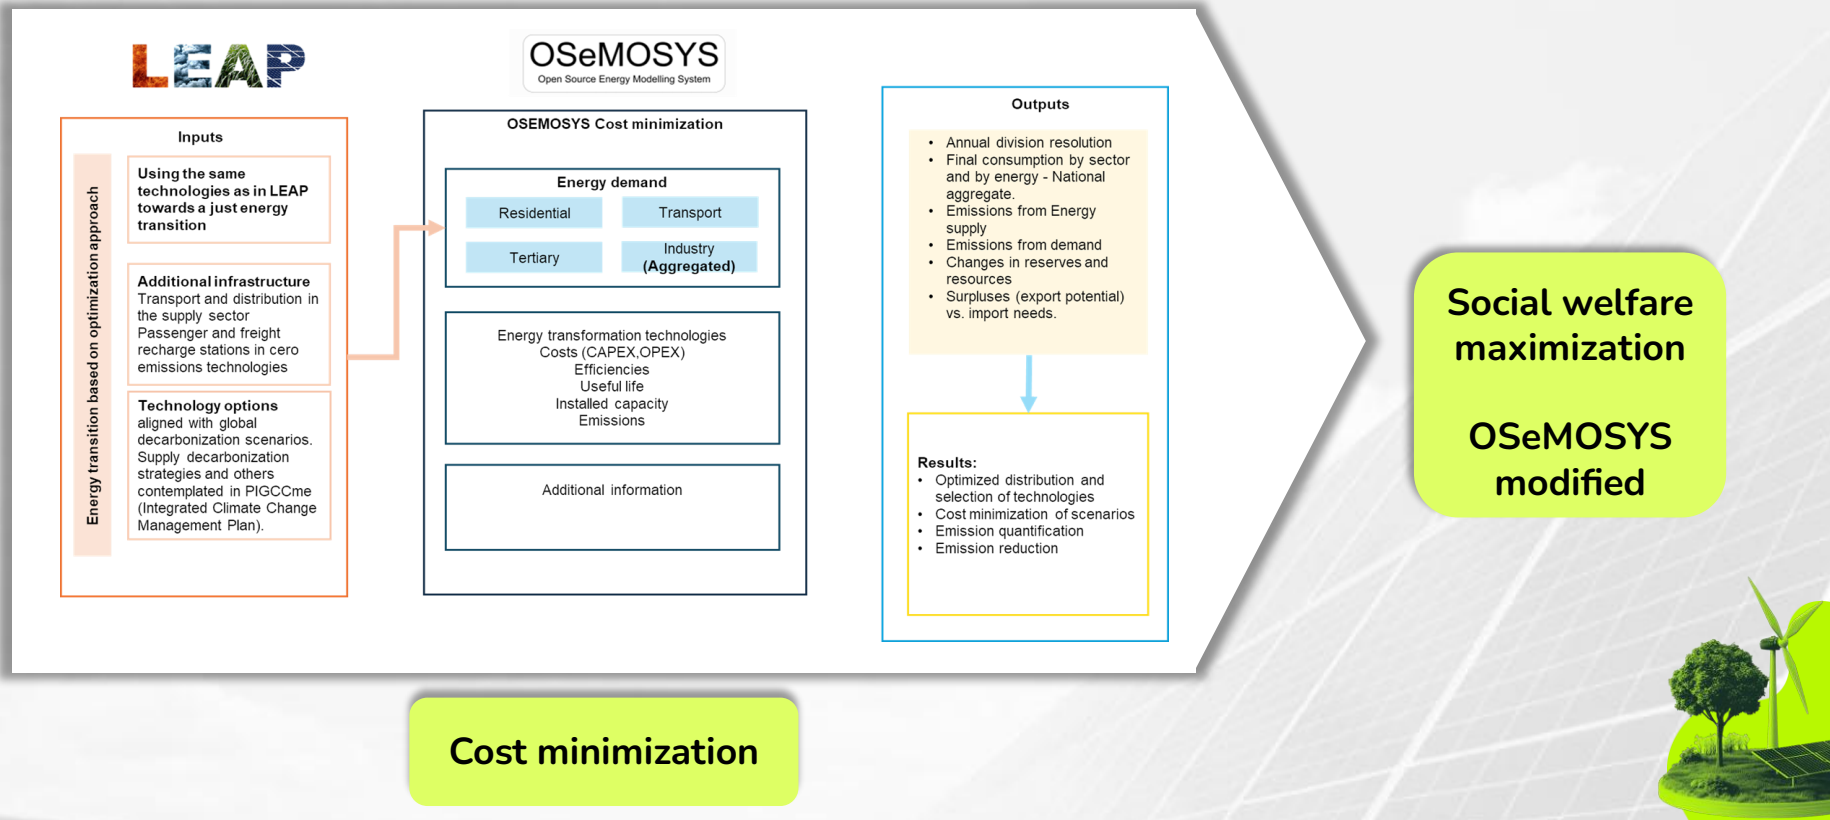 LEAP
OSeMOSYS
Open Source Energy Modelling System
Inputs
Energy transition based on optimization approach
Using the same
technologies as in LEAP
towards a just energy
transition
Additional infrastructure
Transport and distribution in
the supply sector
Passenger and freight
recharge stations in cero
emissions technologies
Technology options
aligned with global
decarbonization scenarios.
Supply decarbonization
strategies and others
contemplated in PIGCCme
(Integrated Climate Change
Management Plan).
OSEMOSYS Cost minimization
Energy demand
Residential
Transport
Tertiary
Industry
(Aggregated)
Energy transformation technologies
Costs (CAPEX,OPEX)
Efficiencies
Useful life
Installed capacity
Emissions
Additional information
Outputs
• Annual division resolution
• Final consumption by sector
and by energy - National
aggregate.
• Emissions from Energy
supply
• Emissions from demand
• Changes in reserves and
resources
• Surpluses (export potential)
vs. import needs.
Results:
• Optimized distribution and
selection of technologies
• Cost minimization of scenarios
• Emission quantification
• Emission reduction
Social welfare
maximization
OSeMOSYS
modified
Cost minimization